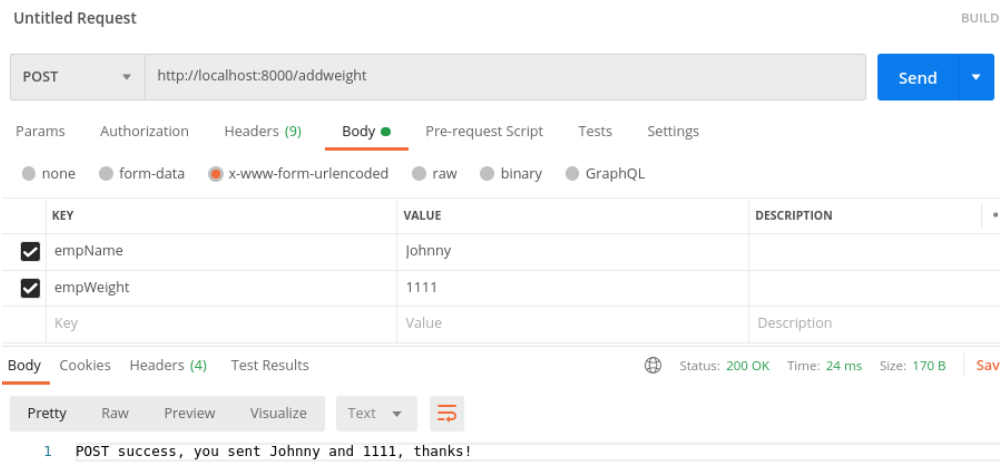 Untitled Request BUILD
POST http://localhost:8000/addweight Send
Params Authorization Headers (9) Body Pre-request Script Tests Settings
none form-data x-www-form-urlencoded raw binary GraphQL
KEY VALUE DESCRIPTION
empName Johnny
empWeight 1111
Key Value Description
Body Cookies Headers (4) Test Results Status: 200 OK Time: 24 ms Size: 170 B Sav
Pretty Raw Preview Visualize Text
1 POST success, you sent Johnny and 1111, thanks!